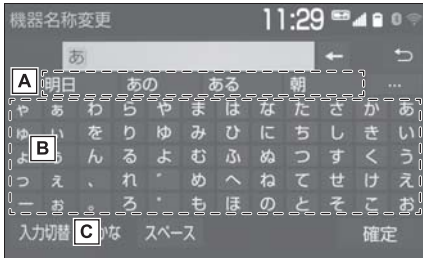 機器名称変更 11:29
あ ←
A 明日 あの ある 朝 …
ゃ ぁ わ ら や ま は な た さ か あ
ゅ ぃ を り ゆ み ひ に ち し き い
ょ ぅ ん る よ む ふ ぬ つ す く う
っ ぇ 、 れ ゛ め へ ね て せ け え
ー ぉ 。 ろ ゜ も ほ の と そ こ お
B
入力切替 C かな スペース 確定